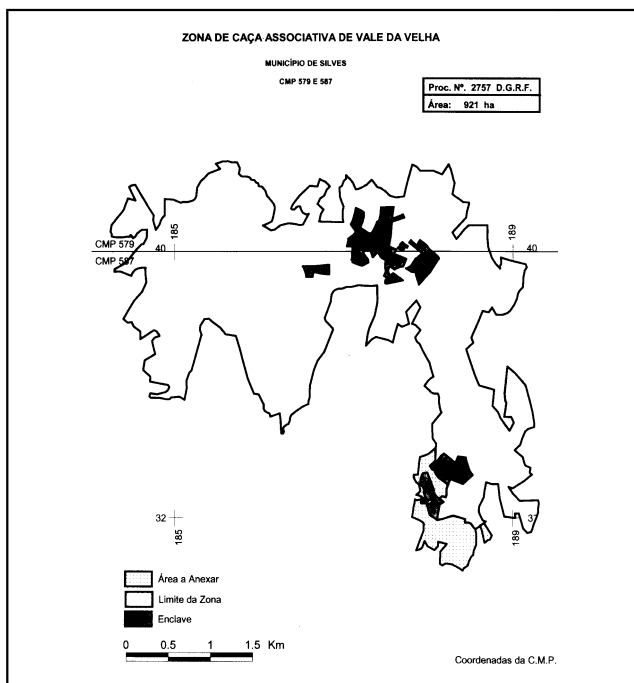 ZONA DE CAÇA ASSOCIATIVA DE VALE DA VELHA
MUNICÍPIO DE SILVES
CMP 579 E 587
Proc. Nº. 2757 D.G.R.F.
Área: 921 ha
185
189
CMP 579
40
40
CMP 587
32
185
189
Área a Anexar
Limite da Zona
Enclave
0 0.5 1 1.5 Km
Coordenadas da C.M.P.